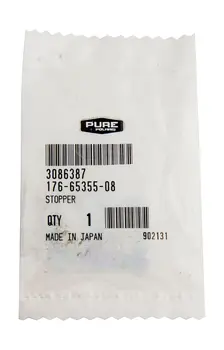 PURE
POLARIS
3086387
176-65355-08
STOPPER
QTY 1
MADE IN JAPAN 902131